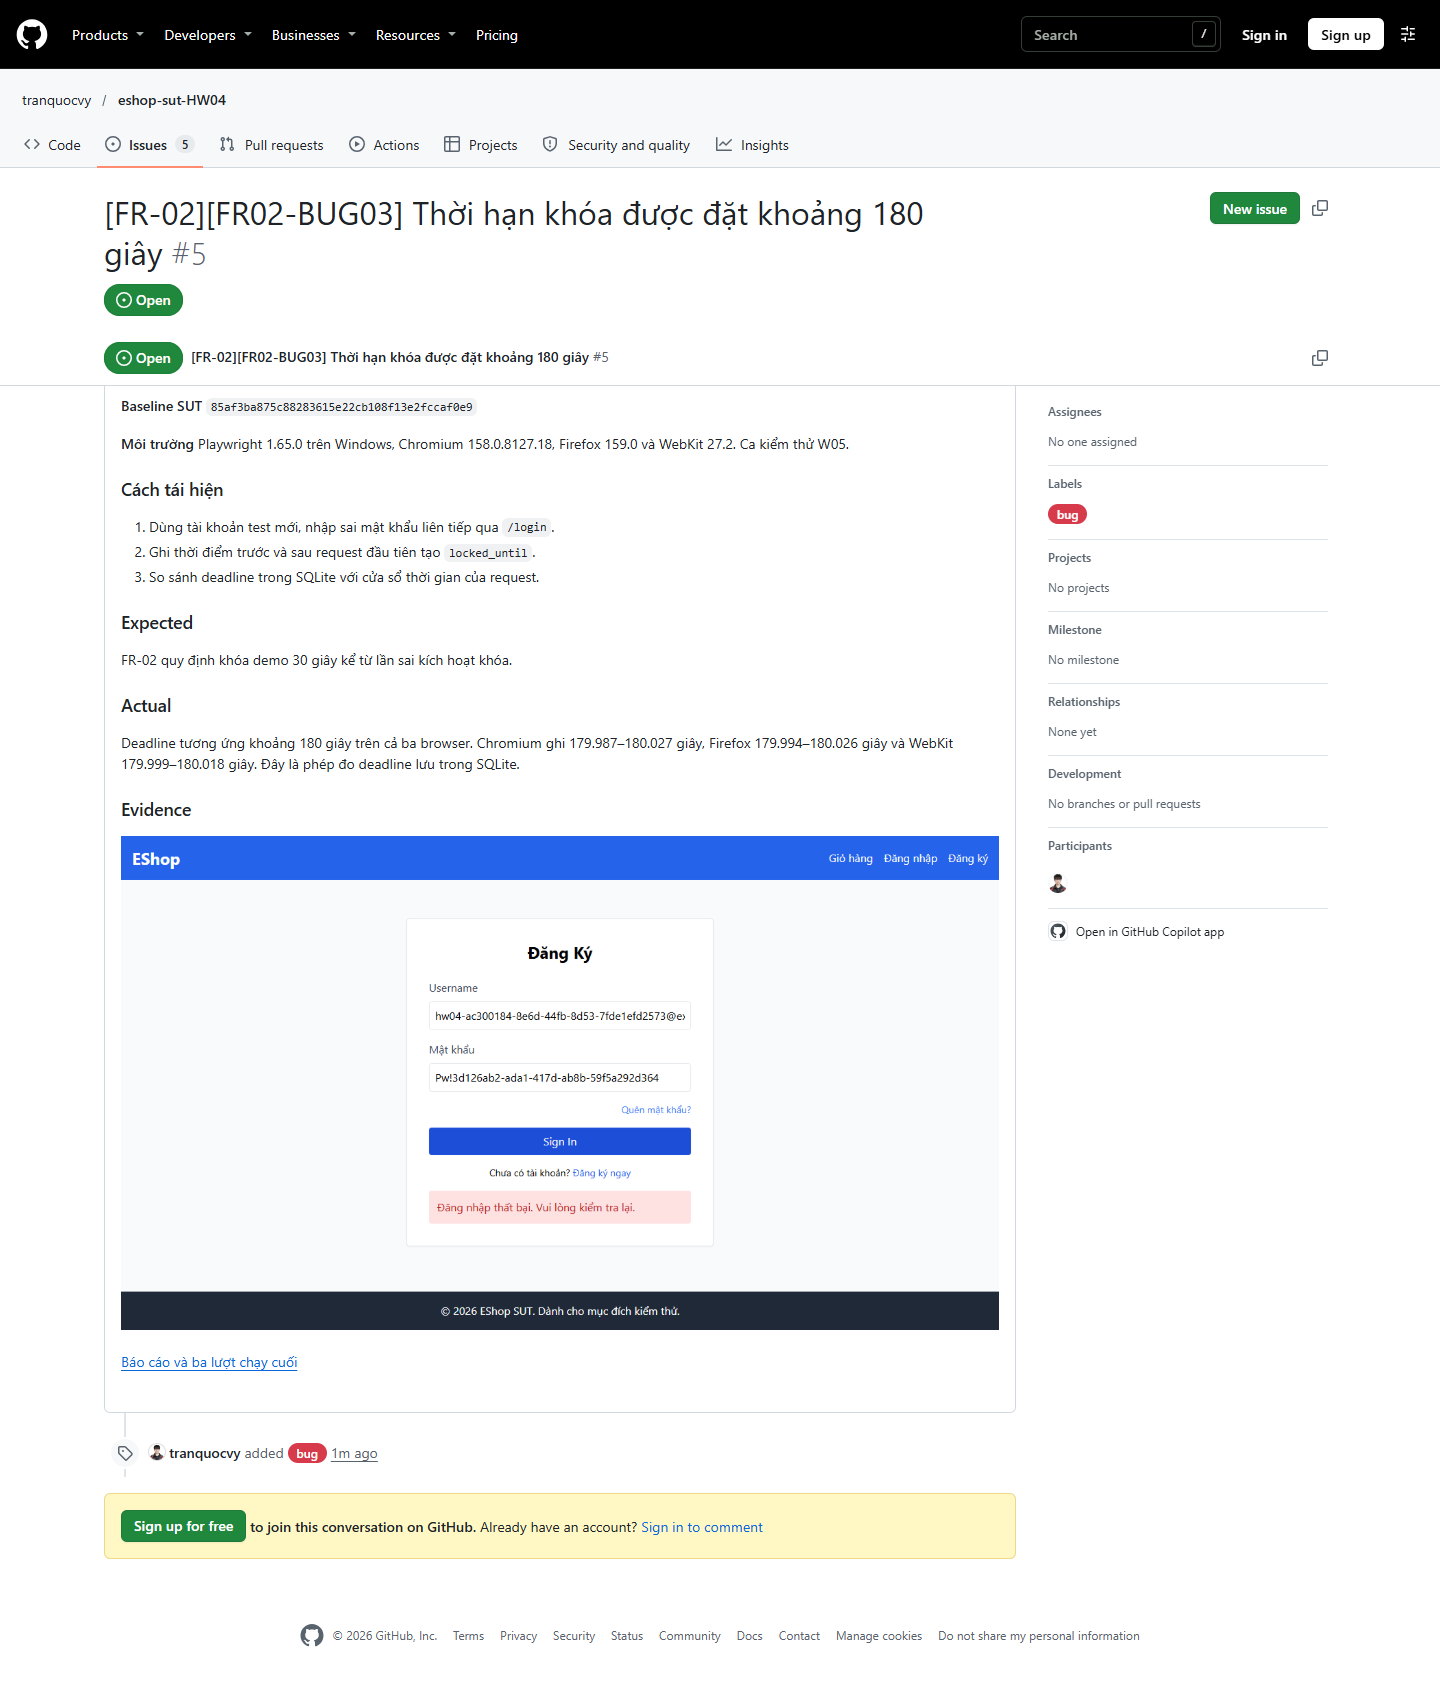 Products Developers Businesses Resources Pricing Search / Sign in Sign up
tranquocvy / eshop-sut-HW04
Code Issues 5 Pull requests Actions Projects Security and quality Insights
[FR-02][FR02-BUG03] Thời hạn khóa được đặt khoảng 180
giây #5
New issue
Open
Open [FR-02][FR02-BUG03] Thời hạn khóa được đặt khoảng 180 giây #5
Baseline SUT 85af3ba875c88283615e22cb108f13e2fccaf0e9
Môi trường Playwright 1.65.0 trên Windows, Chromium 158.0.8127.18, Firefox 159.0 và WebKit 27.2. Ca kiểm thử W05.
Cách tái hiện
1. Dùng tài khoản test mới, nhập sai mật khẩu liên tiếp qua /login.
2. Ghi thời điểm trước và sau request đầu tiên tạo locked_until.
3. So sánh deadline trong SQLite với cửa sổ thời gian của request.
Expected
FR-02 quy định khóa demo 30 giây kể từ lần sai kích hoạt khóa.
Actual
Deadline tương ứng khoảng 180 giây trên cả ba browser. Chromium ghi 179.987–180.027 giây, Firefox 179.994–180.026 giây và WebKit
179.999–180.018 giây. Đây là phép đo deadline lưu trong SQLite.
Evidence
EShop Giỏ hàng Đăng nhập Đăng ký
Đăng Ký
Username
hw04-ac300184-8e6d-44fb-8d53-7fde1efd2573@ex
Mật khẩu
Pw!3d126ab2-ada1-417d-ab8b-59f5a292d364
Quên mật khẩu?
Sign In
Chưa có tài khoản? Đăng ký ngay
Đăng nhập thất bại. Vui lòng kiểm tra lại.
© 2026 EShop SUT. Dành cho mục đích kiểm thử.
Báo cáo và ba lượt chạy cuối
tranquocvy added bug 1m ago
Sign up for free to join this conversation on GitHub. Already have an account? Sign in to comment
Assignees
No one assigned
Labels
bug
Projects
No projects
Milestone
No milestone
Relationships
None yet
Development
No branches or pull requests
Participants
Open in GitHub Copilot app
© 2026 GitHub, Inc. Terms Privacy Security Status Community Docs Contact Manage cookies Do not share my personal information